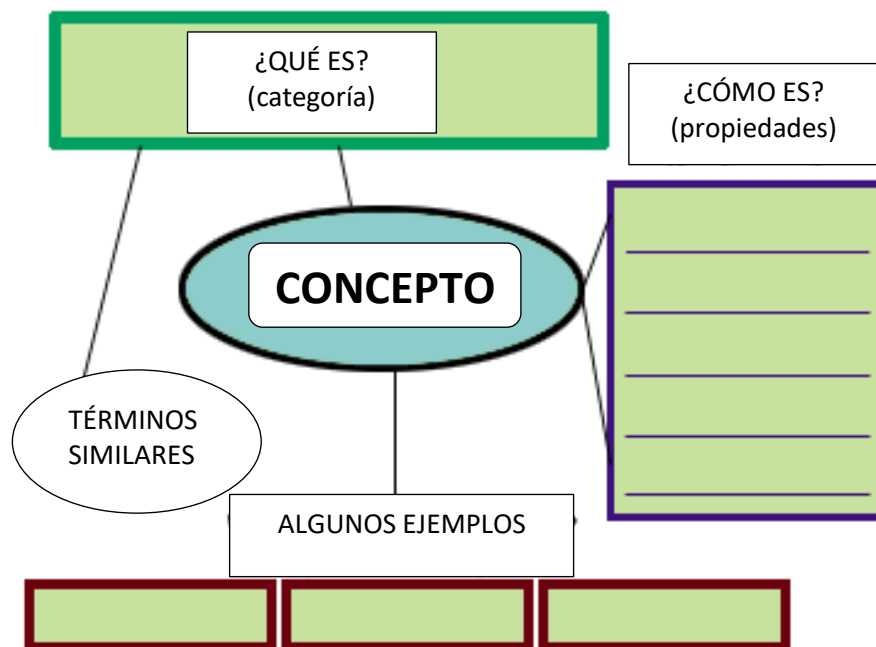 ¿QUÉ ES?
(categoría)
¿CÓMO ES?
(propiedades)
CONCEPTO
TÉRMINOS
SIMILARES
ALGUNOS EJEMPLOS